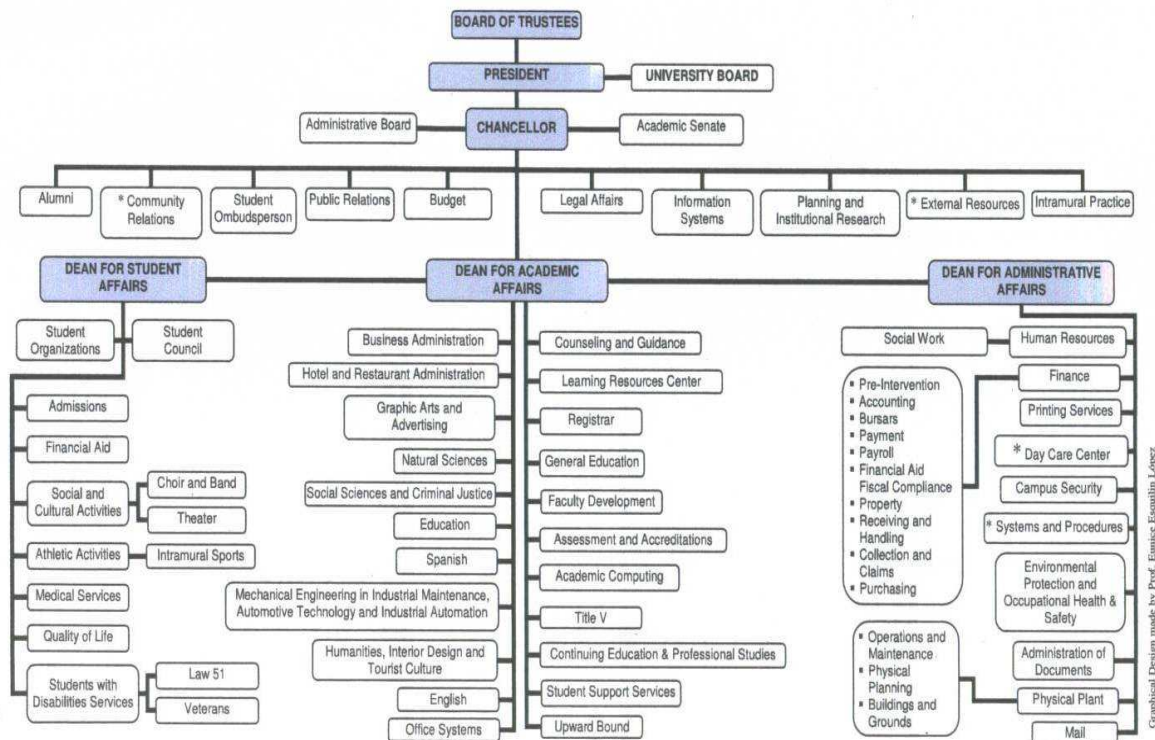 BOARD OF TRUSTEES
PRESIDENT
UNIVERSITY BOARD
Administrative Board
CHANCELLOR
Academic Senate
Alumni
* Community
Relations
Student
Ombudsperson
Public Relations
Budget
Legal Affairs
Information
Systems
Planning and
Institutional Research
* External Resources
Intramural Practice
DEAN FOR STUDENT
AFFAIRS
DEAN FOR ACADEMIC
AFFAIRS
DEAN FOR ADMINISTRATIVE
AFFAIRS
Student
Organizations
Student
Council
Admissions
Financial Aid
Social and
Cultural Activities
Choir and Band
Theater
Athletic Activities
Intramural Sports
Medical Services
Quality of Life
Students with
Disabilities Services
Law 51
Veterans
Business Administration
Hotel and Restaurant Administration
Graphic Arts and
Advertising
Natural Sciences
Social Sciences and Criminal Justice
Education
Spanish
Mechanical Engineering in Industrial Maintenance,
Automotive Technology and Industrial Automation
Humanities, Interior Design and
Tourist Culture
English
Office Systems
Counseling and Guidance
Learning Resources Center
Registrar
General Education
Faculty Development
Assessment and Accreditations
Academic Computing
Title V
Continuing Education & Professional Studies
Student Support Services
Upward Bound
Social Work
Human Resources
▪ Pre-Intervention
▪ Accounting
▪ Bursars
▪ Payment
▪ Payroll
▪ Financial Aid
Fiscal Compliance
▪ Property
▪ Receiving and
Handling
▪ Collection and
Claims
▪ Purchasing
Finance
Printing Services
* Day Care Center
Campus Security
* Systems and Procedures
Environmental
Protection and
Occupational Health &
Safety
Administration of
Documents
▪ Operations and
Maintenance
▪ Physical
Planning
▪ Buildings and
Grounds
Physical Plant
Mail
Graphical Design made by Prof. Eunice Esquilín López